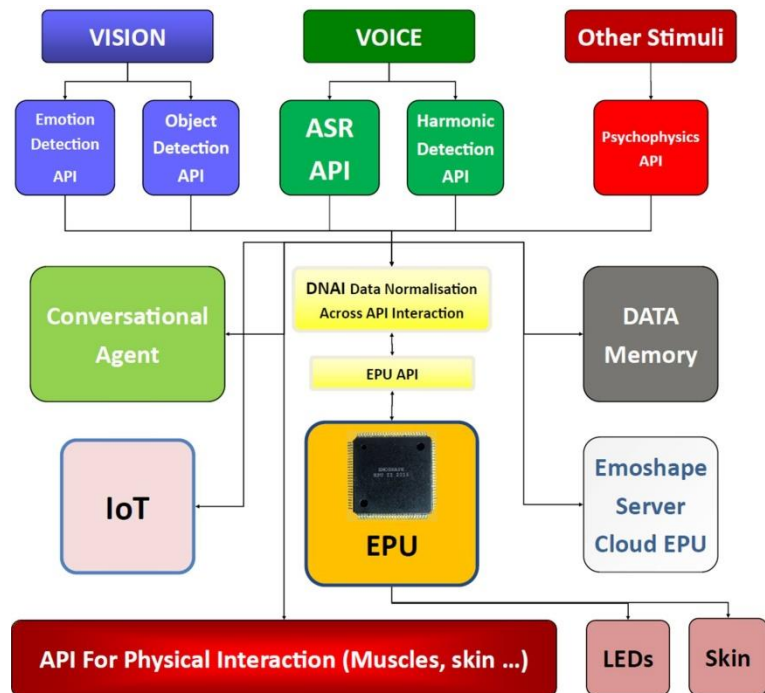 VISION
VOICE
Other Stimuli
Emotion
Detection
API
Object
Detection
API
ASR
API
Harmonic
Detection
API
Psychophysics
API
Conversational
Agent
DNAI Data Normalisation
Across API Interaction
DATA
Memory
EPU API
IoT
EMOSHAPE
EPU
Emoshape
Server
Cloud EPU
API For Physical Interaction (Muscles, skin ...)
LEDs
Skin